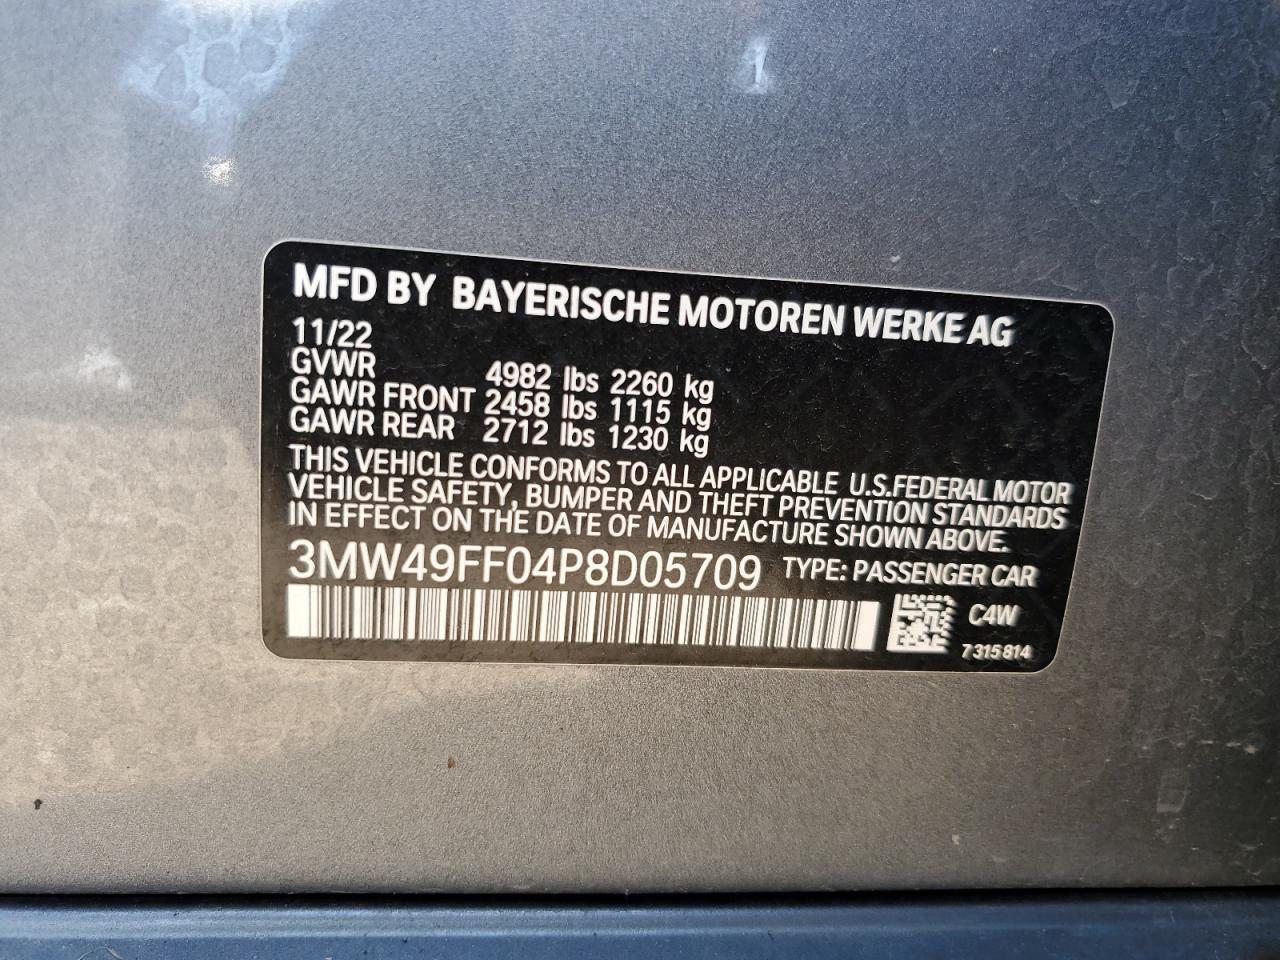 MFD BY BAYERISCHE MOTOREN WERKE AG
11/22
GVWR 4982 lbs 2260 kg
GAWR FRONT 2458 lbs 1115 kg
GAWR REAR 2712 lbs 1230 kg
THIS VEHICLE CONFORMS TO ALL APPLICABLE U.S.FEDERAL MOTOR
VEHICLE SAFETY, BUMPER AND THEFT PREVENTION STANDARDS
IN EFFECT ON THE DATE OF MANUFACTURE SHOWN ABOVE.
3MW49FF04P8D05709 TYPE: PASSENGER CAR
C4W
7 315 814